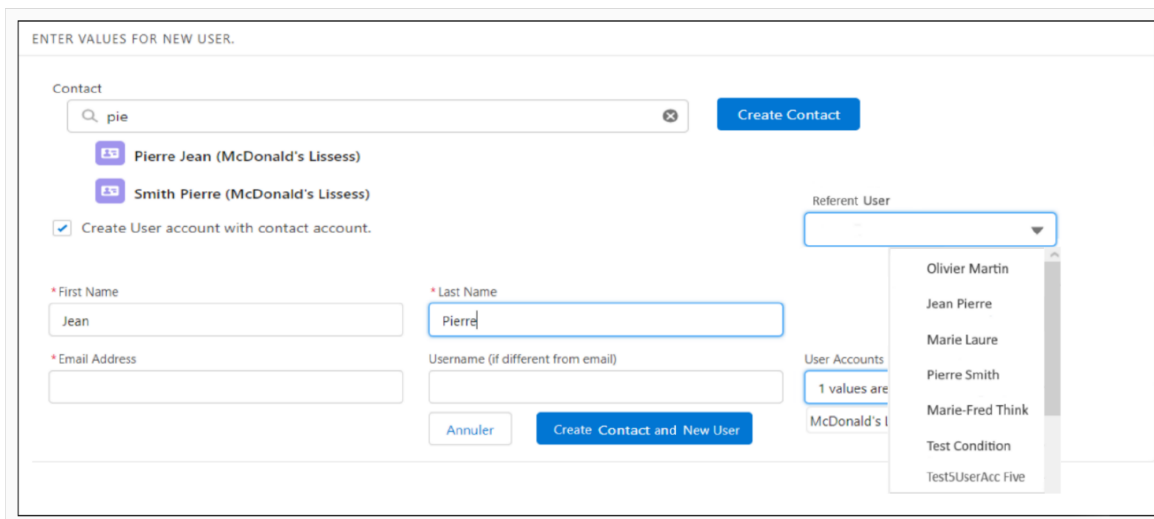 ENTER VALUES FOR NEW USER.
Contact
pie
Create Contact
Pierre Jean (McDonald's Lissess)
Smith Pierre (McDonald's Lissess)
Create User account with contact account.
Referent User
Olivier Martin
Jean Pierre
Marie Laure
Pierre Smith
Marie-Fred Think
Test Condition
Test5UserAcc Five
* First Name
* Last Name
Jean
Pierre
* Email Address
Username (if different from email)
User Accounts
1 values are
McDonald's
Annuler
Create Contact and New User